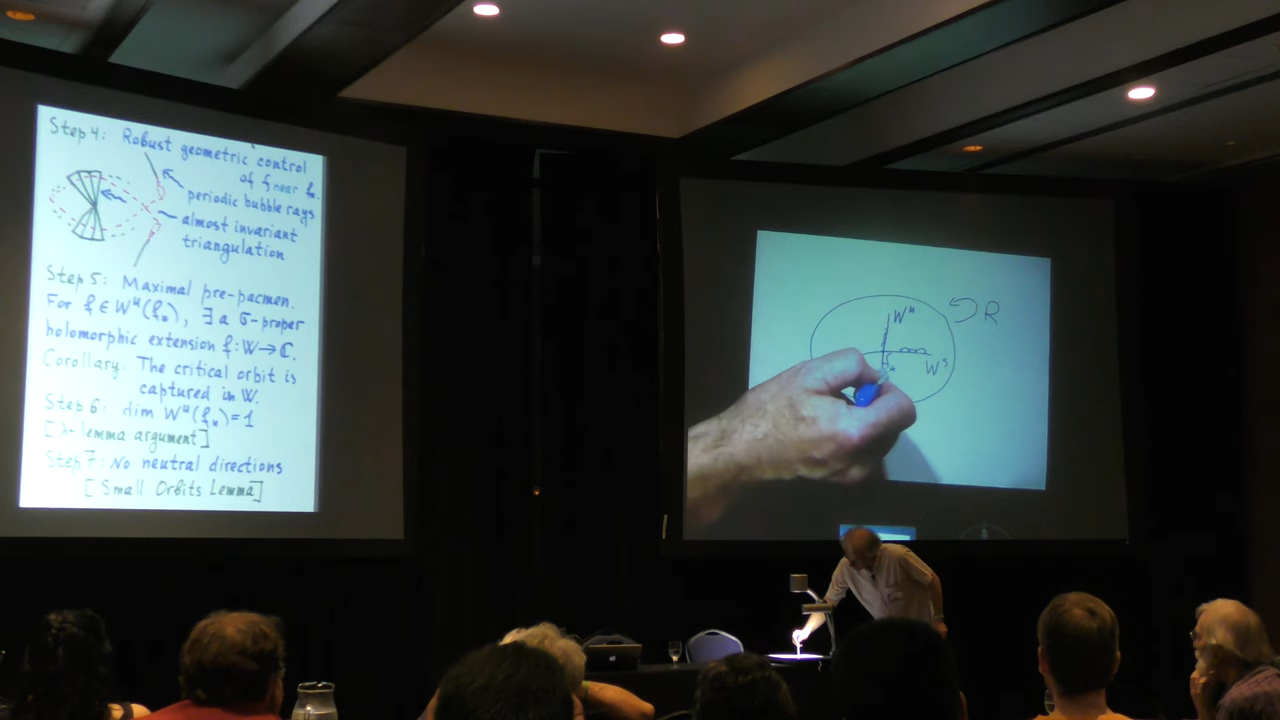 Step 4: Robust geometric control
of f near f*.
periodic bubble rays
almost invariant
triangulation
Step 5: Maximal pre-pacmen.
For f ∈ Wᵘ(f*), ∃ a σ-proper
holomorphic extension f: W → ℂ.
Corollary. The critical orbit is
captured in W.
Step 6: dim Wᵘ(f*) = 1
[λ-lemma argument]
Step 7: No neutral directions
[Small Orbits Lemma]
Wᵘ
R
Wˢ